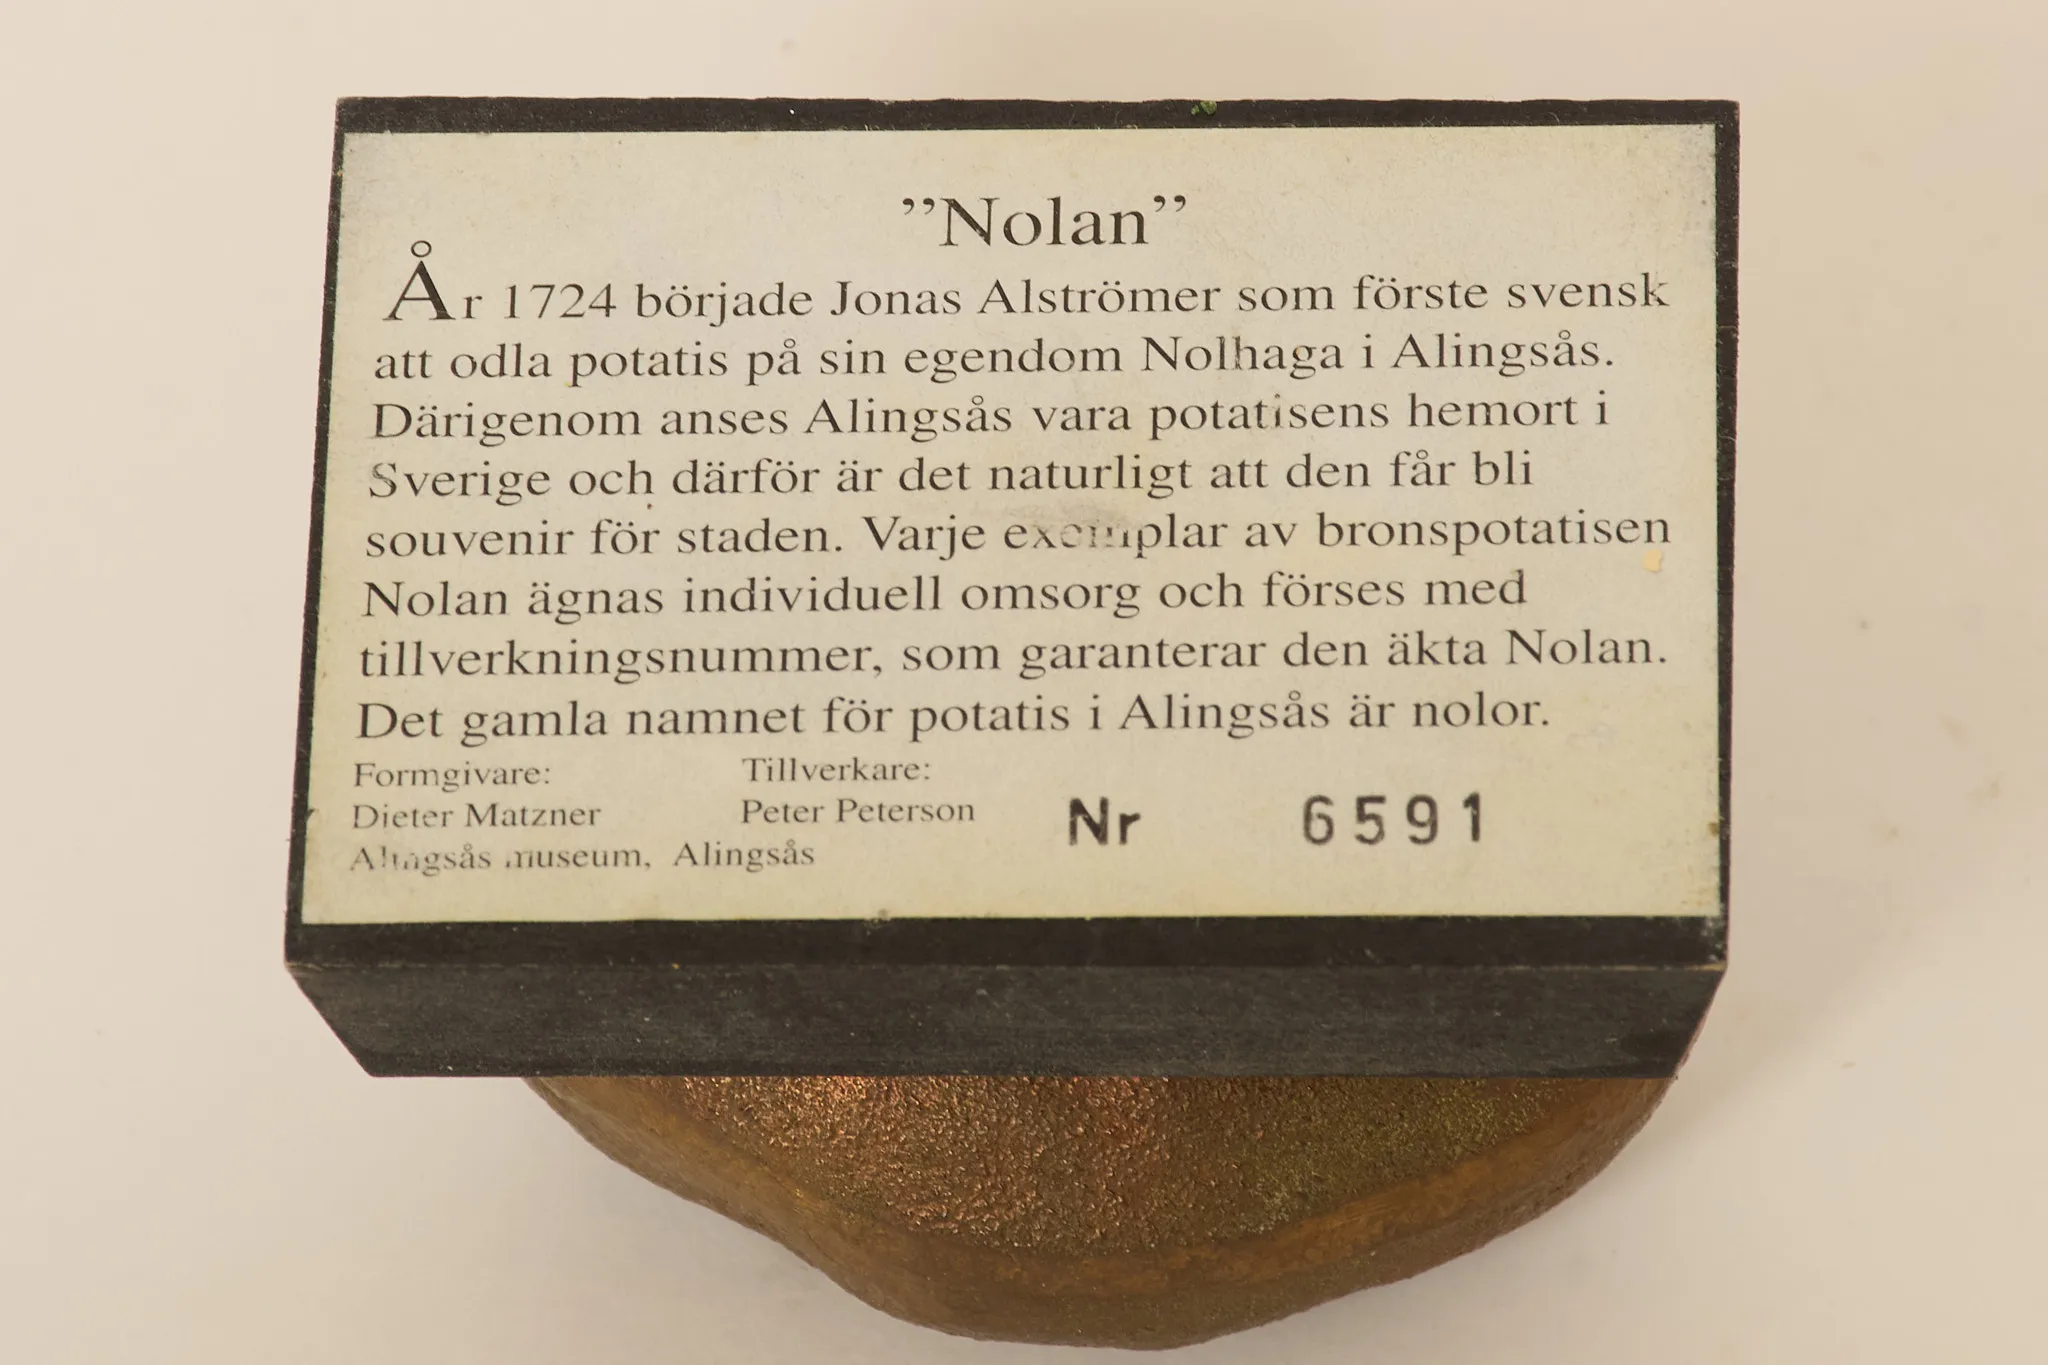 ”Nolan”
År 1724 började Jonas Alströmer som förste svensk
att odla potatis på sin egendom Nolhaga i Alingsås.
Därigenom anses Alingsås vara potatisens hemort i
Sverige och därför är det naturligt att den får bli
souvenir för staden. Varje exemplar av bronspotatisen
Nolan ägnas individuell omsorg och förses med
tillverkningsnummer, som garanterar den äkta Nolan.
Det gamla namnet för potatis i Alingsås är nolor.
Formgivare: Tillverkare:
Dieter Matzner Peter Peterson Nr 6591
Alingsås museum, Alingsås